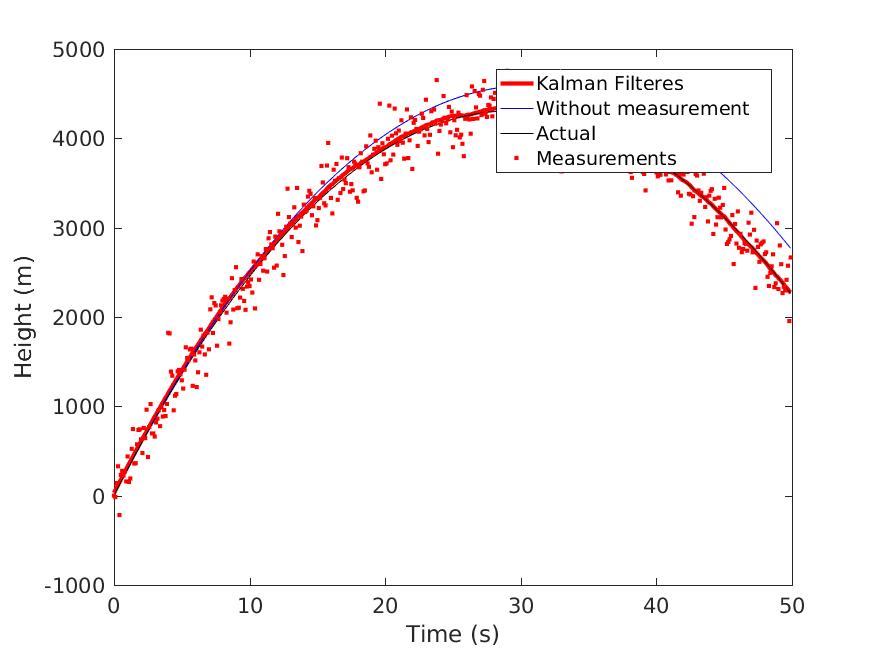 5000
4000
3000
2000
1000
0
-1000
Height (m)
Kalman Filteres
Without measurement
Actual
Measurements
0 10 20 30 40 50
Time (s)